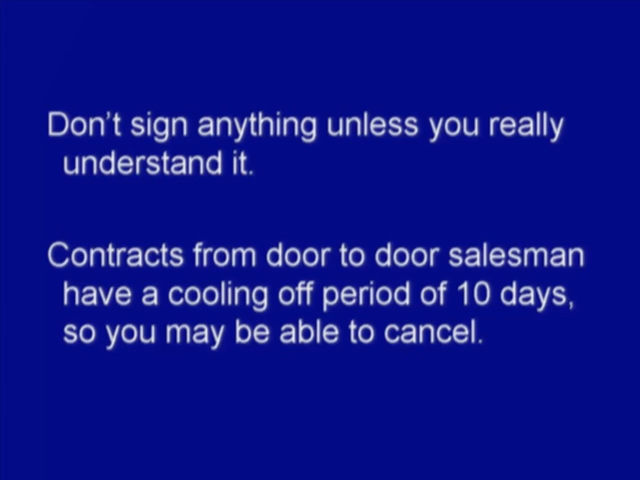 Don't sign anything unless you really
understand it.
Contracts from door to door salesman
have a cooling off period of 10 days,
so you may be able to cancel.